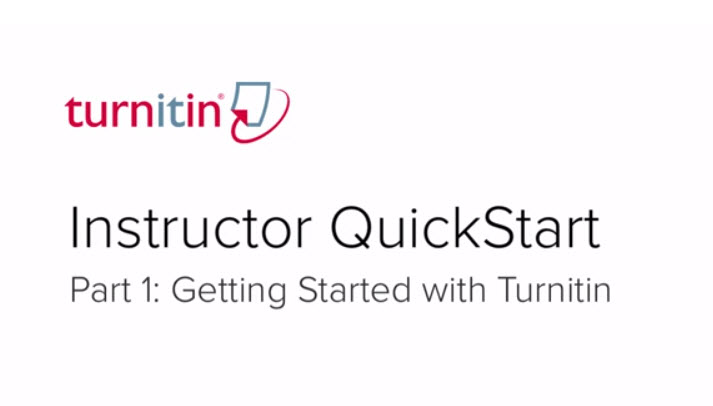 turnitin®
Instructor QuickStart
Part 1: Getting Started with Turnitin